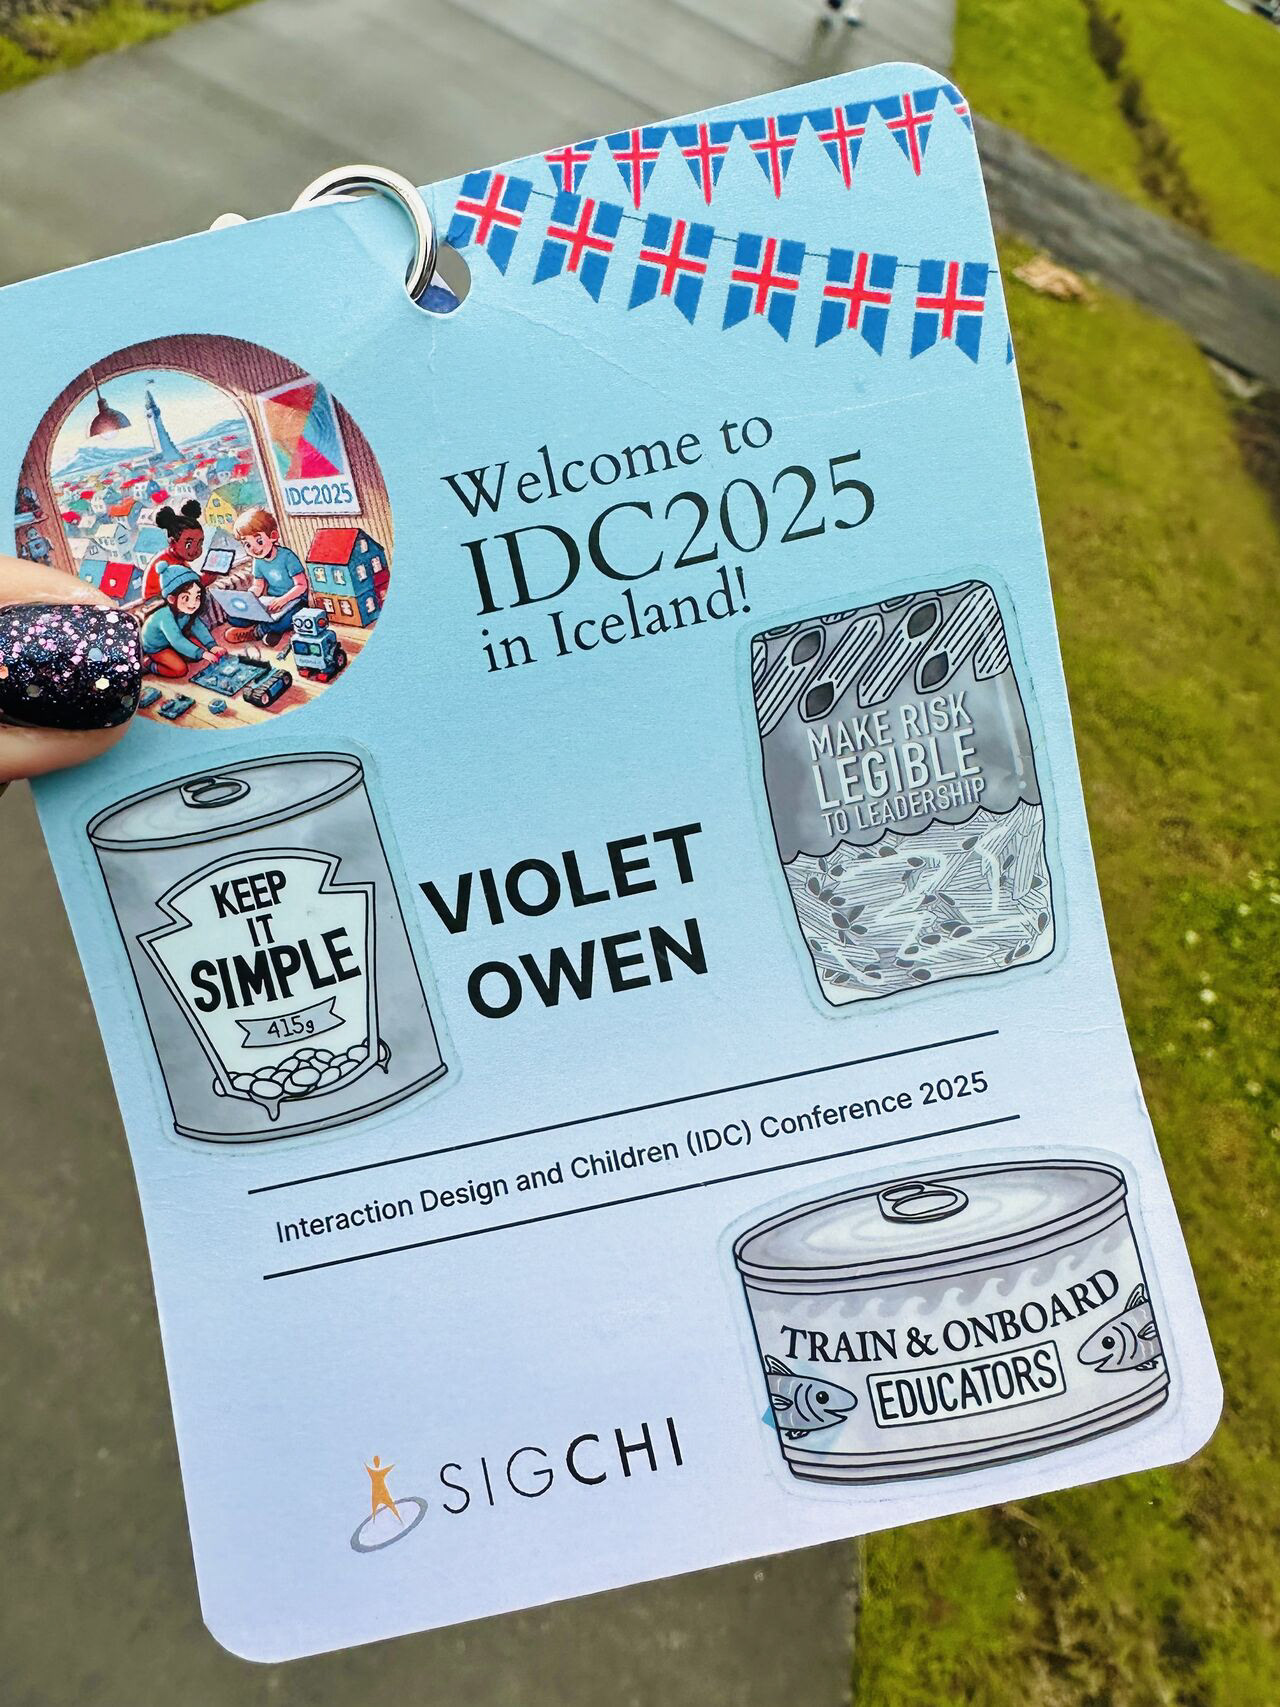 Welcome to
IDC2025
in Iceland!
IDC2025
MAKE RISK
LEGIBLE
TO LEADERSHIP
KEEP
IT
SIMPLE
415g
VIOLET
OWEN
Interaction Design and Children (IDC) Conference 2025
TRAIN & ONBOARD
EDUCATORS
SIGCHI